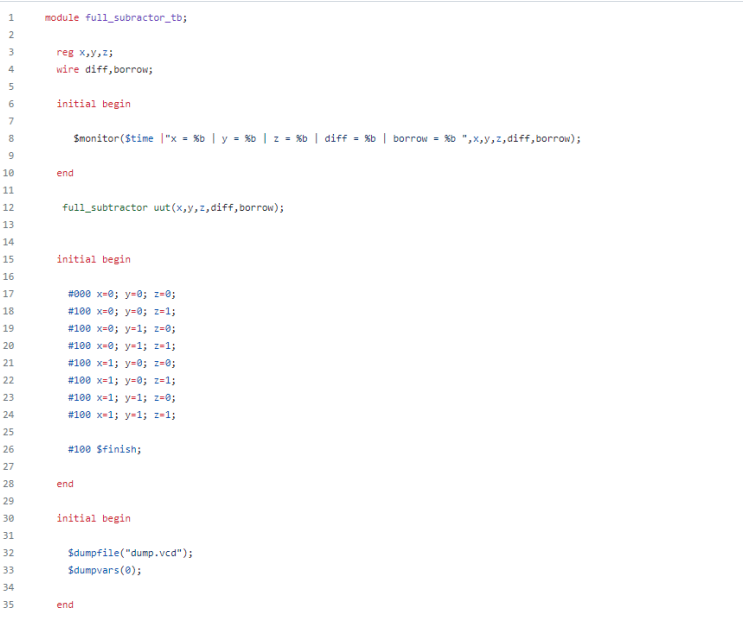 1 module full_subractor_tb;
2
3 reg x,y,z;
4 wire diff,borrow;
5
6 initial begin
7
8 $monitor($time |"x = %b | y = %b | z = %b | diff = %b | borrow = %b ",x,y,z,diff,borrow);
9
10 end
11
12 full_subtractor uut(x,y,z,diff,borrow);
13
14
15 initial begin
16
17 #000 x=0; y=0; z=0;
18 #100 x=0; y=0; z=1;
19 #100 x=0; y=1; z=0;
20 #100 x=0; y=1; z=1;
21 #100 x=1; y=0; z=0;
22 #100 x=1; y=0; z=1;
23 #100 x=1; y=1; z=0;
24 #100 x=1; y=1; z=1;
25
26 #100 $finish;
27
28 end
29
30 initial begin
31
32 $dumpfile("dump.vcd");
33 $dumpvars(0);
34
35 end